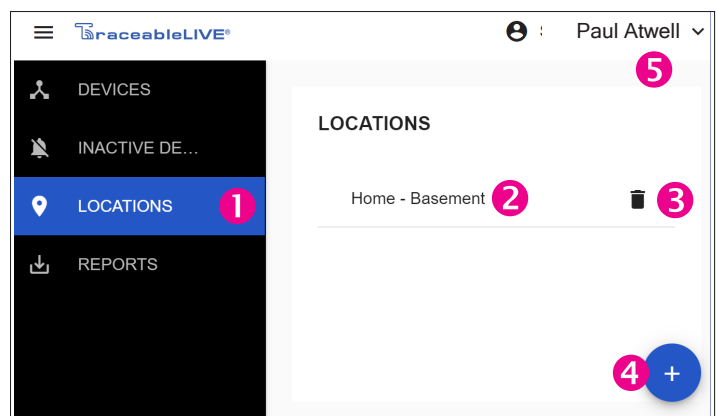 TraceableLIVE®
Paul Atwell
5
DEVICES
LOCATIONS
INACTIVE DE...
Home - Basement 2 3
LOCATIONS 1
REPORTS
4 +